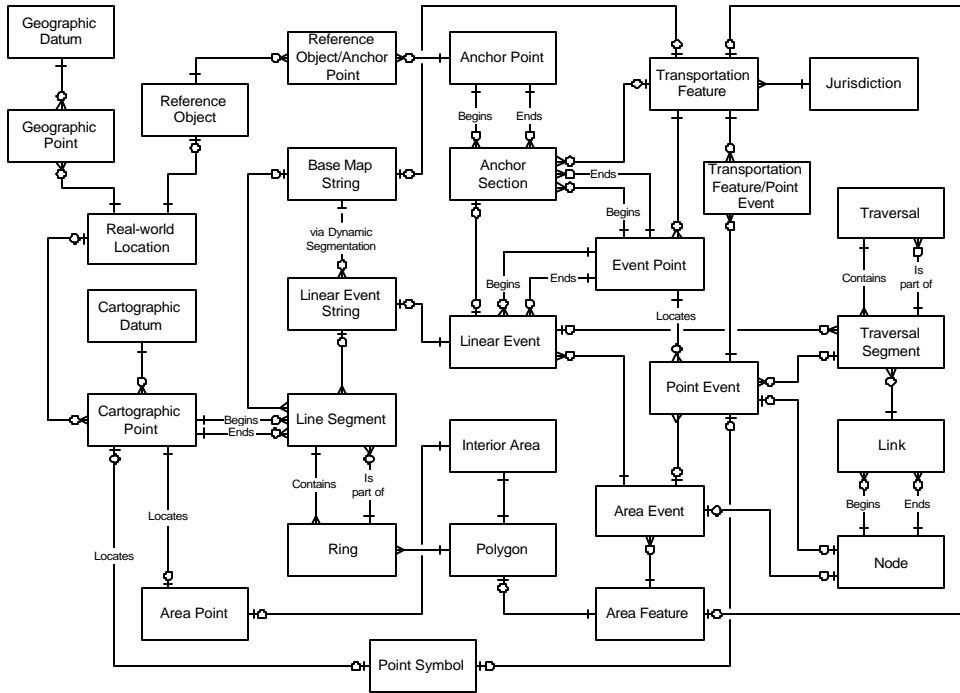 Geographic
Datum
Reference
Object/Anchor
Point
Anchor Point
Transportation
Feature
Jurisdiction
Geographic
Point
Reference
Object
Begins
Ends
Base Map
String
Anchor
Section
Ends
Begins
Transportation
Feature/Point
Event
Traversal
Real-world
Location
via Dynamic
Segmentation
Event Point
Contains
Is
part of
Cartographic
Datum
Linear Event
String
Begins
Ends
Locates
Linear Event
Traversal
Segment
Cartographic
Point
Begins
Ends
Line Segment
Interior Area
Point Event
Link
Contains
Is
part of
Locates
Locates
Begins
Ends
Ring
Polygon
Area Event
Node
Area Point
Area Feature
Point Symbol